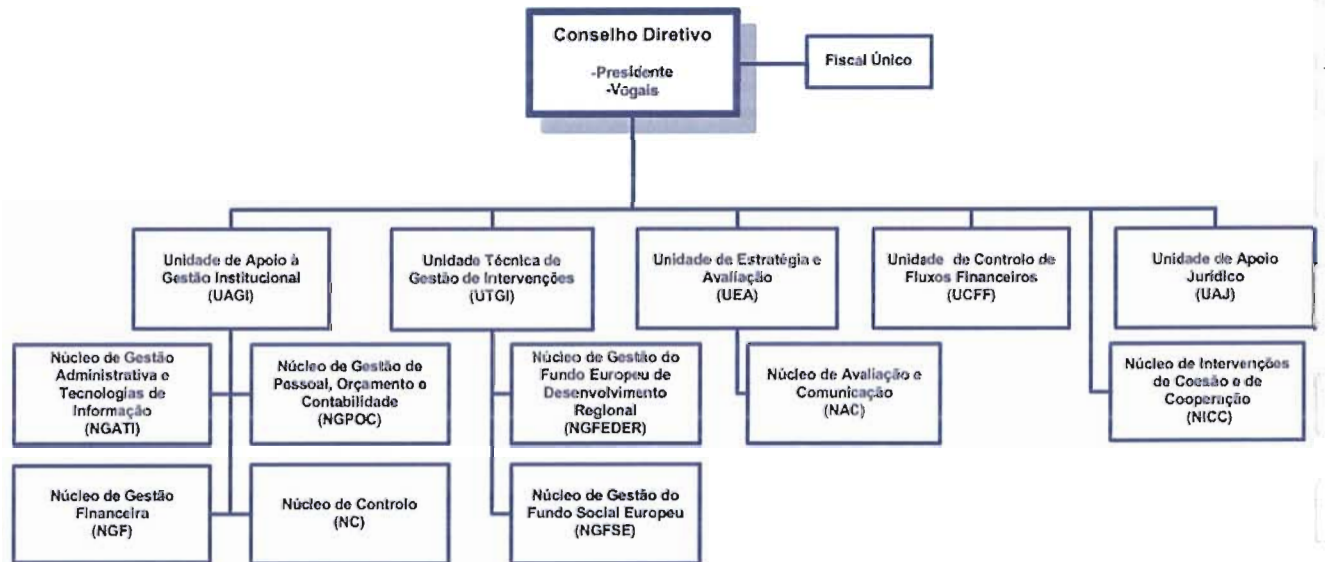 Conselho Diretivo
-Presidente
-Vogais
Fiscal Único
Unidade de Apoio à
Gestão Institucional
(UAGI)
Unidade Técnica de
Gestão de Intervenções
(UTGI)
Unidade de Estratégia e
Avaliação
(UEA)
Unidade de Controlo de
Fluxos Financeiros
(UCFF)
Unidade de Apoio
Jurídico
(UAJ)
Núcleo de Gestão
Administrativa e
Tecnologias de
Informação
(NGATI)
Núcleo de Gestão de
Pessoal, Orçamento e
Contabilidade
(NGPOC)
Núcleo de Gestão do
Fundo Europeu de
Desenvolvimento
Regional
(NGFEDER)
Núcleo de Avaliação e
Comunicação
(NAC)
Núcleo de Intervenções
de Coesão e de
Cooperação
(NICC)
Núcleo de Gestão
Financeira
(NGF)
Núcleo de Controlo
(NC)
Núcleo de Gestão do
Fundo Social Europeu
(NGFSE)